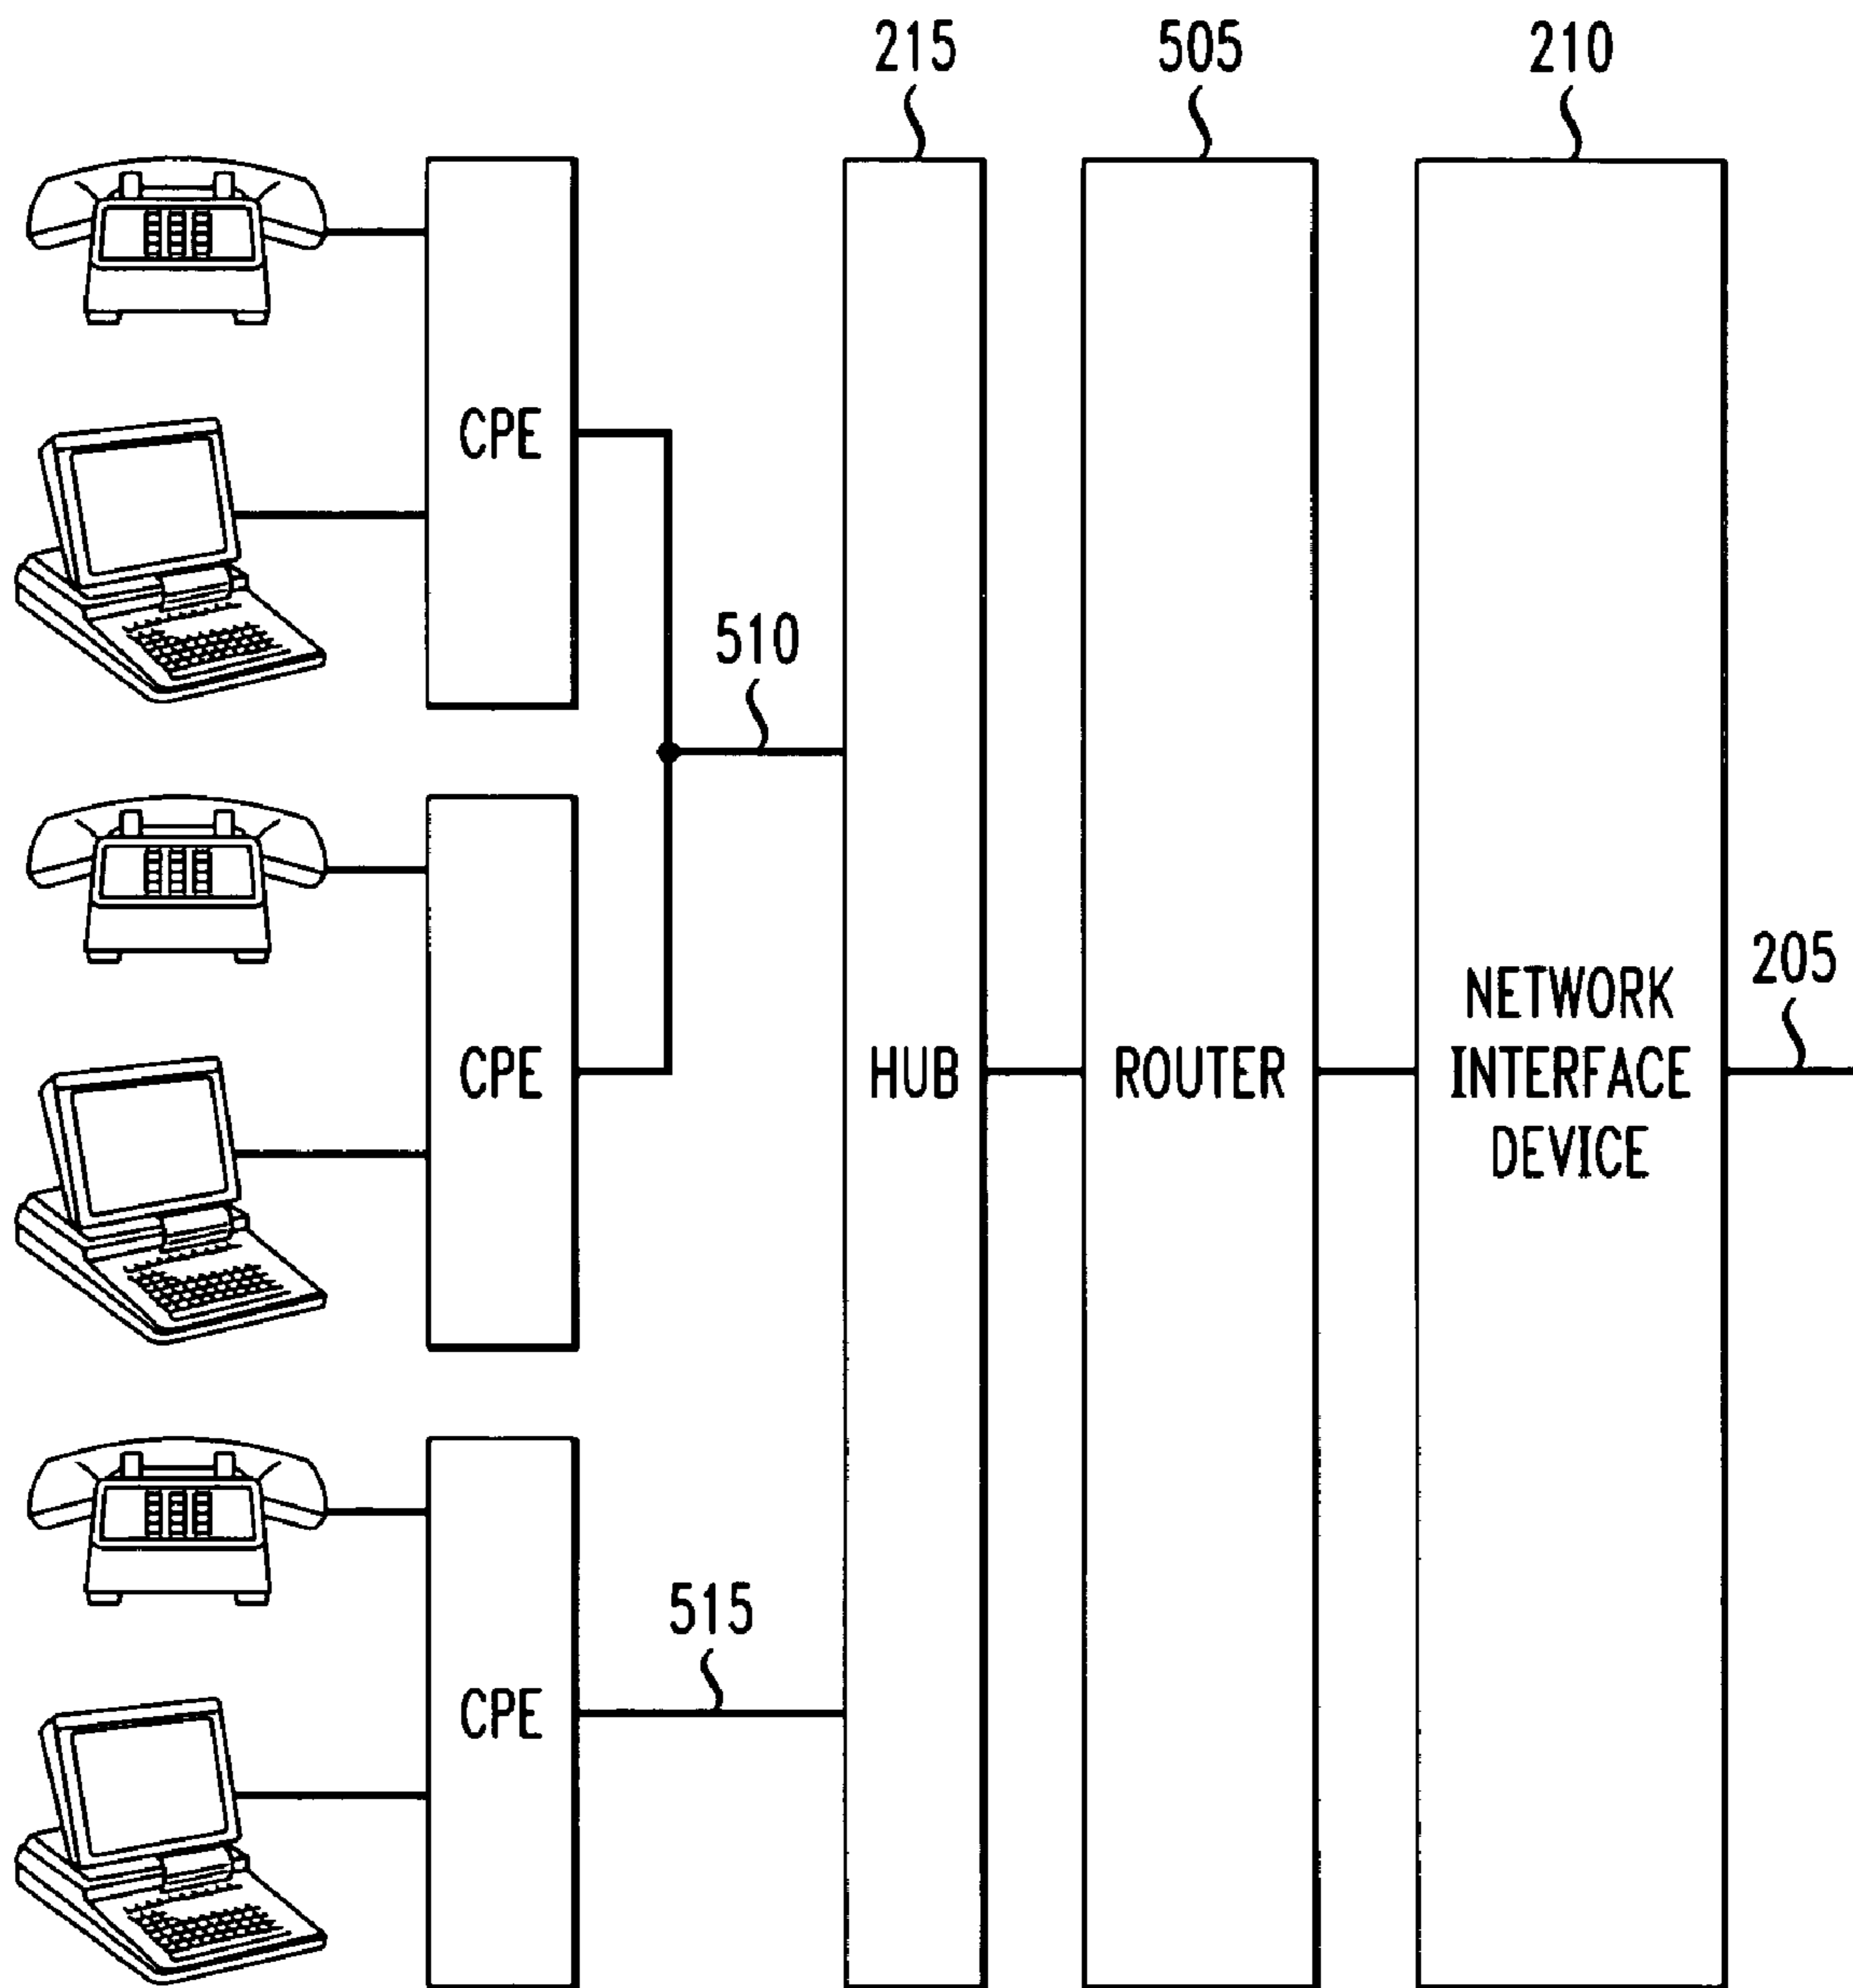 215
505
210
CPE
510
CPE
205
HUB
ROUTER
NETWORK
INTERFACE
DEVICE
515
CPE